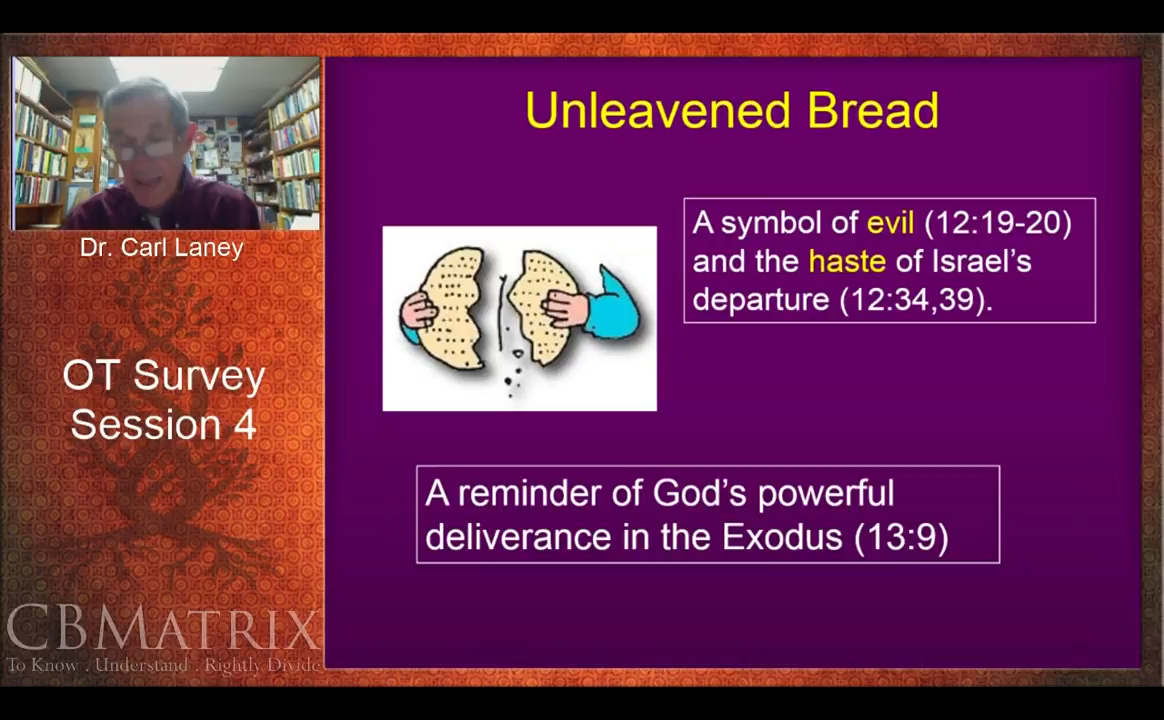 Unleavened Bread
Dr. Carl Laney
A symbol of evil (12:19-20)
and the haste of Israel's
departure (12:34,39).
OT Survey
Session 4
A reminder of God's powerful
deliverance in the Exodus (13:9)
CBMATRIX
To Know . Understand . Rightly Divide